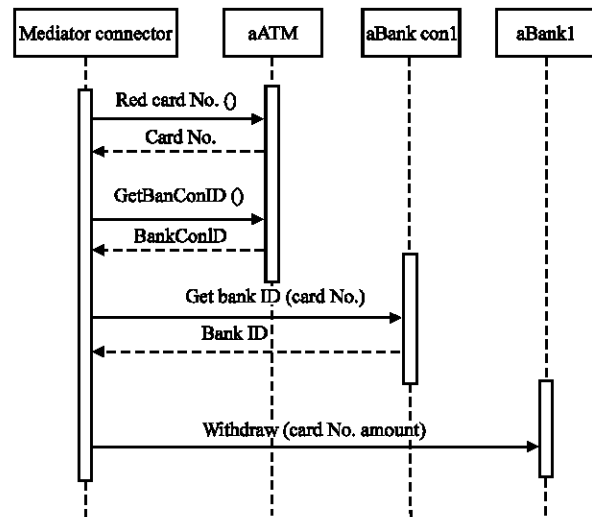 Mediator connector
aATM
aBank con1
aBank1
Red card No. ()
Card No.
GetBanConID ()
BankConID
Get bank ID (card No.)
Bank ID
Withdraw (card No. amount)